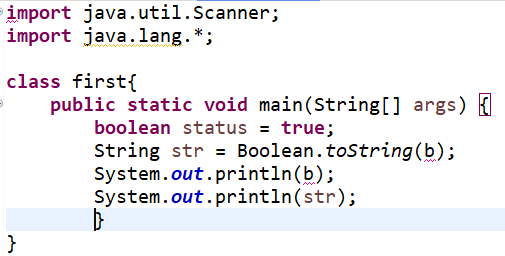 import java.util.Scanner;
import java.lang.*;
class first{
public static void main(String[] args) {
boolean status = true;
String str = Boolean.toString(b);
System.out.println(b);
System.out.println(str);
}
}